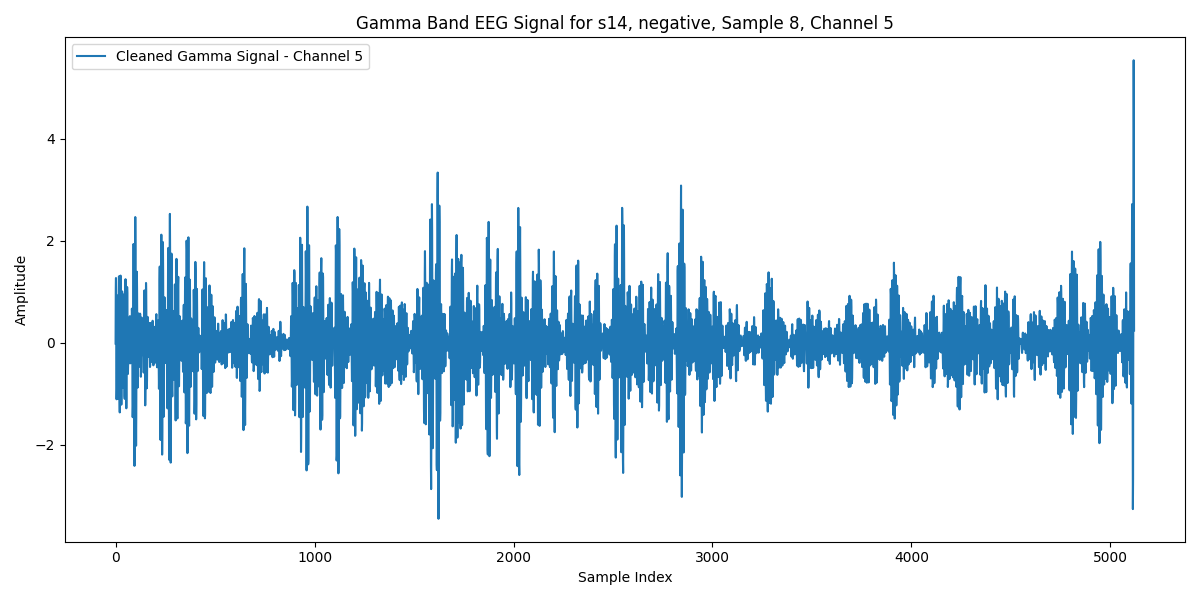 Gamma Band EEG Signal for s14, negative, Sample 8, Channel 5
Cleaned Gamma Signal - Channel 5
Amplitude
4
2
0
−2
0 1000 2000 3000 4000 5000
Sample Index